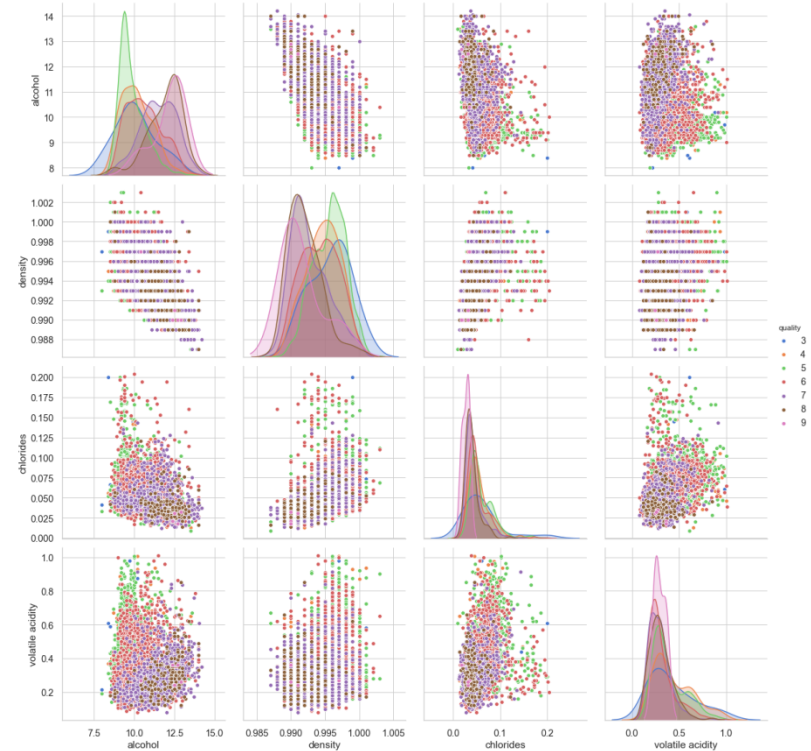 alcohol
14
13
12
11
10
9
8
density
1.002
1.000
0.998
0.996
0.994
0.992
0.990
0.988
quality
3
4
5
6
7
8
9
chlorides
0.200
0.175
0.150
0.125
0.100
0.075
0.050
0.025
0.000
volatile acidity
1.0
0.8
0.6
0.4
0.2
7.5 10.0 12.5 15.0
alcohol
0.985 0.990 0.995 1.000 1.005
density
0.0 0.1 0.2
chlorides
0.0 0.5 1.0
volatile acidity